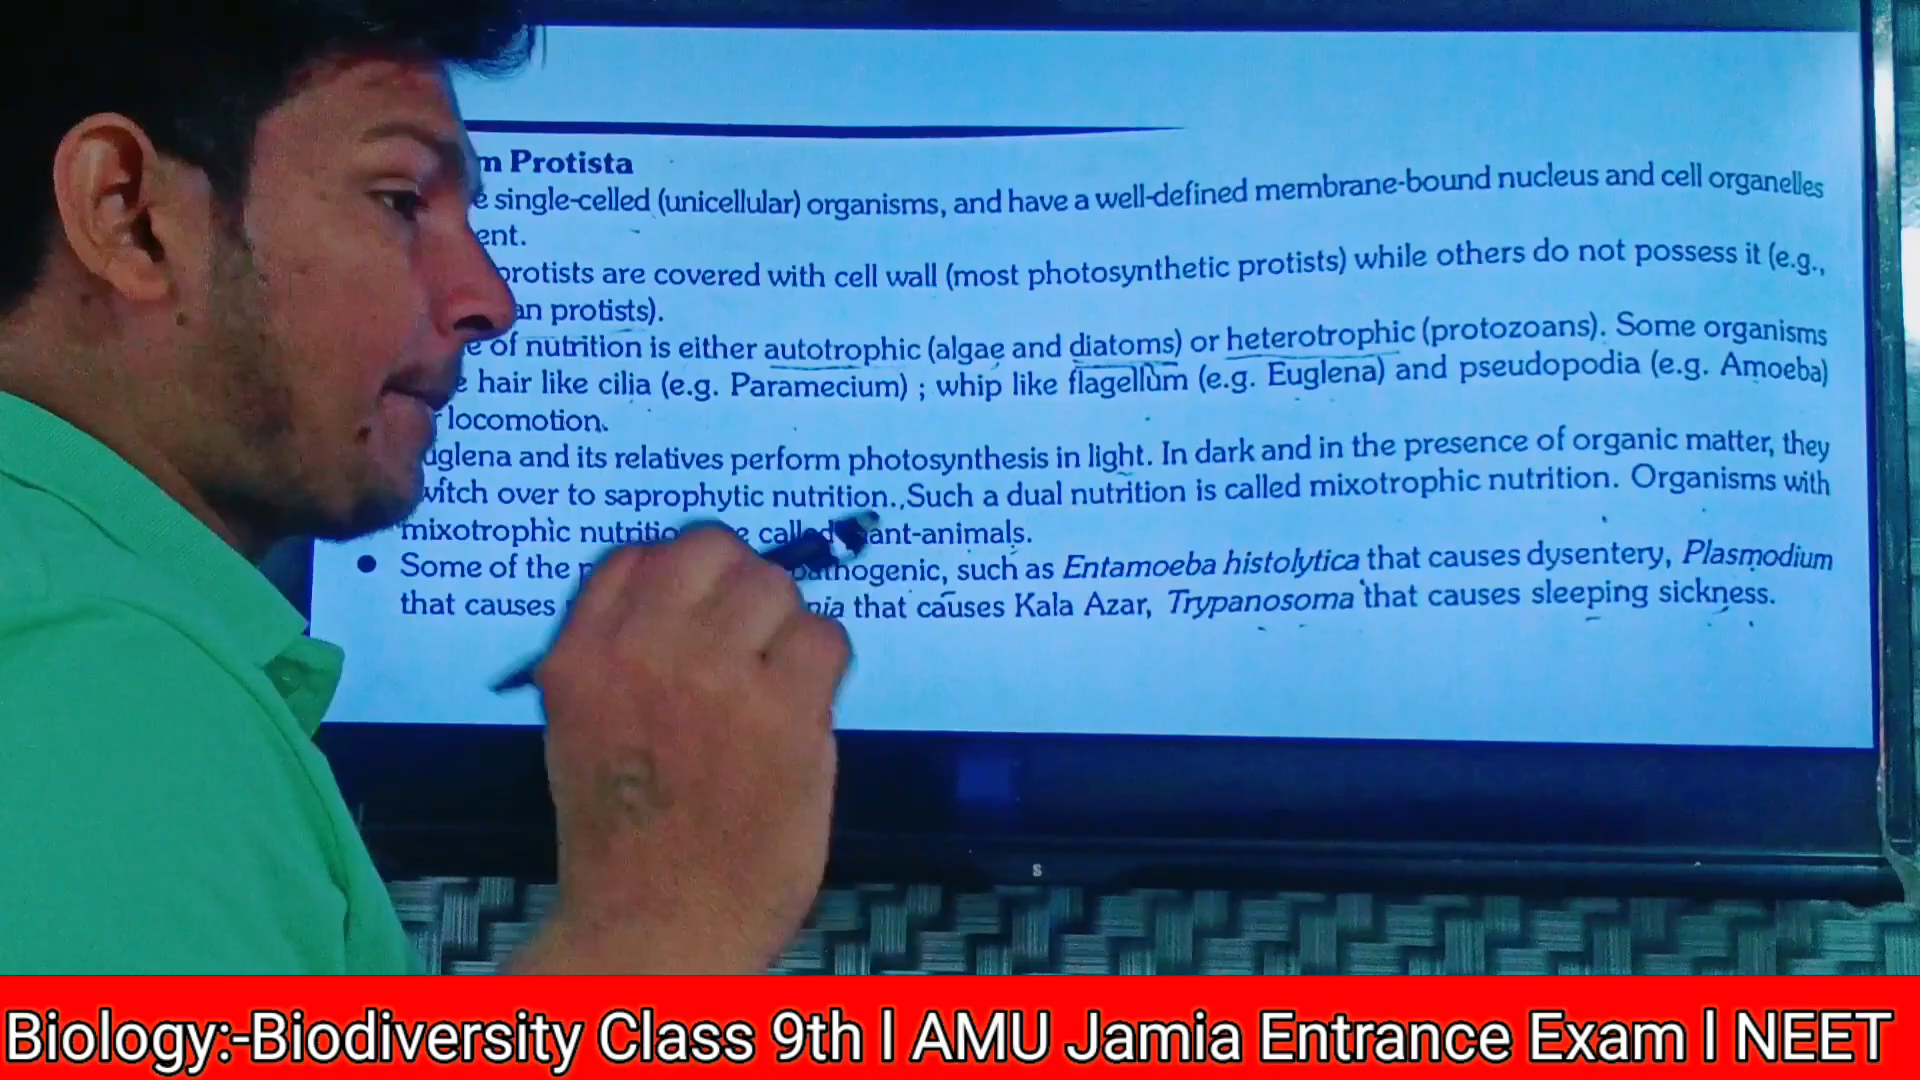 Protista
single-celled (unicellular) organisms, and have a well-defined membrane-bound nucleus and cell organelles
protists are covered with cell wall (most photosynthetic protists) while others do not possess it (e.g.,
protists).
of nutrition is either autotrophic (algae and diatoms) or heterotrophic (protozoans). Some organisms
hair like cilia (e.g. Paramecium) ; whip like flagellum (e.g. Euglena) and pseudopodia (e.g. Amoeba)
locomotion.
and its relatives perform photosynthesis in light. In dark and in the presence of organic matter, they
over to saprophytic nutrition. Such a dual nutrition is called mixotrophic nutrition. Organisms with
mixotrophic called -animals.
● Some of the pathogenic, such as Entamoeba histolytica that causes dysentery, Plasmodium
that causes that causes Kala Azar, Trypanosoma that causes sleeping sickness.
s
Biology:-Biodiversity Class 9th l AMU Jamia Entrance Exam l NEET